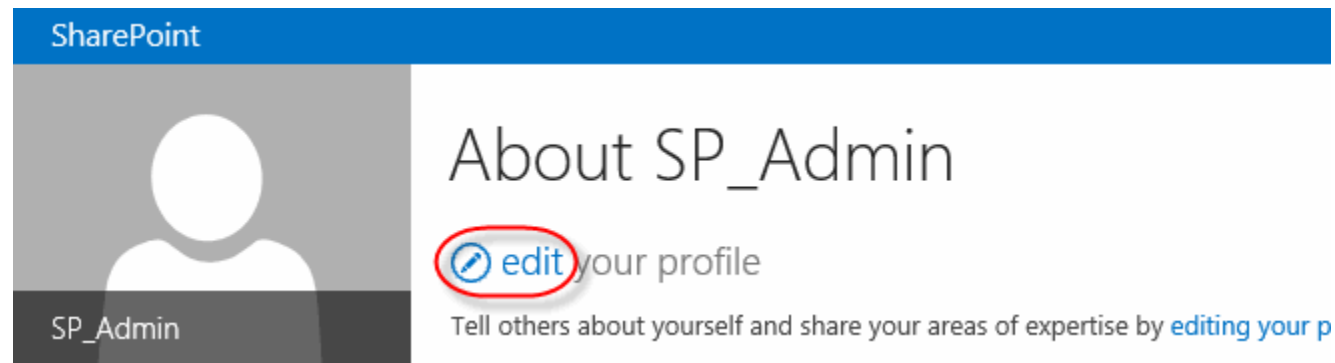 SharePoint
About SP_Admin
edit your profile
SP_Admin
Tell others about yourself and share your areas of expertise by editing your